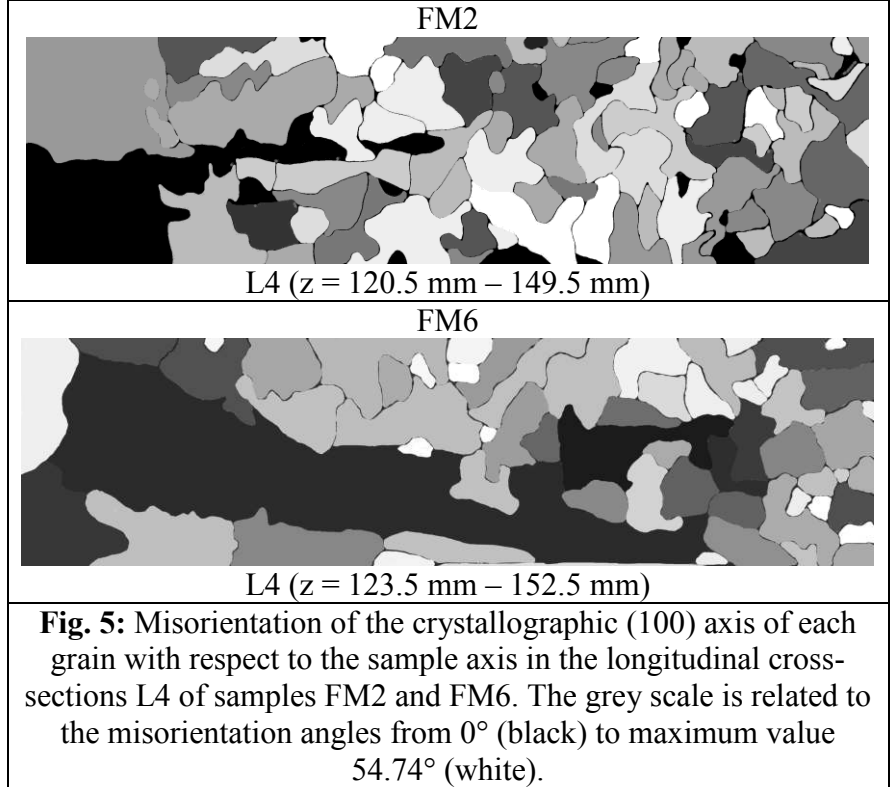 FM2
L4 (z = 120.5 mm – 149.5 mm)
FM6
L4 (z = 123.5 mm – 152.5 mm)
Fig. 5: Misorientation of the crystallographic (100) axis of each
grain with respect to the sample axis in the longitudinal cross-
sections L4 of samples FM2 and FM6. The grey scale is related to
the misorientation angles from 0° (black) to maximum value
54.74° (white).